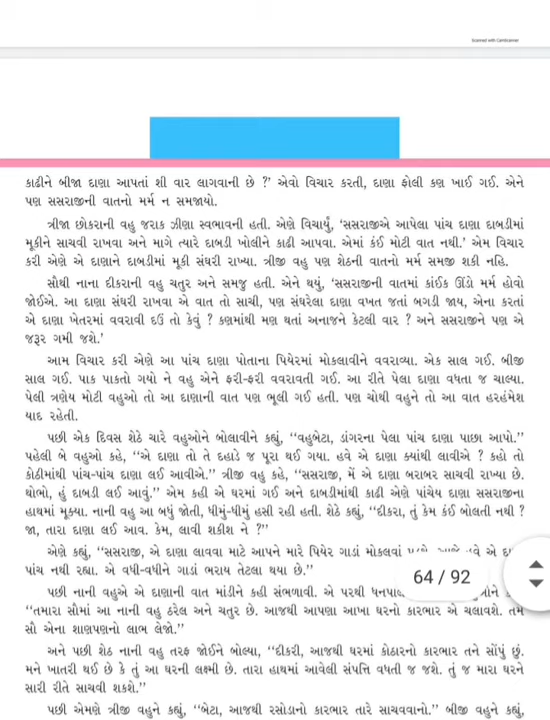 Scanned with CamScanner
કાઢીને બીજા દાણા આપતાં શી વાર લાગવાની છે ?' એવો વિચાર કરતી, દાણા ફોલી કણ ખાઈ ગઈ. એને
પણ સસરાજીની વાતનો મર્મ ન સમજાયો.
ત્રીજા છોકરાની વહુ જરાક ઝીણા સ્વભાવની હતી. એણે વિચાર્યું, 'સસરાજીએ આપેલા પાંચ દાણા દાબડીમાં
મૂકીને સાચવી રાખવા અને માગે ત્યારે દાબડી ખોલીને કાઢી આપવા. એમાં કંઈ મોટી વાત નથી.' એમ વિચાર
કરી એણે એ દાણાને દાબડીમાં મૂકી સંઘરી રાખ્યા. ત્રીજી વહુ પણ શેઠની વાતનો મર્મ સમજી શકી નહિ.
સૌથી નાના દીકરાની વહુ ચતુર અને સમજુ હતી. એને થયું, 'સસરાજીની વાતમાં કાંઈક ઊંડો મર્મ હોવો
જોઈએ. આ દાણા સંઘરી રાખવા એ વાત તો સાચી, પણ સંઘરેલા દાણા વખત જતાં બગડી જાય, એના કરતાં
એ દાણા ખેતરમાં વવરાવી દઉં તો કેવું ? કણમાંથી મણ થતાં અનાજને કેટલી વાર ? અને સસરાજીને પણ એ
જરૂર ગમી જશે.'
આમ વિચાર કરી એણે આ પાંચ દાણા પોતાના પિયેરમાં મોકલાવીને વવરાવ્યા. એક સાલ ગઈ. બીજી
સાલ ગઈ. પાક પાકતો ગયો ને વહુ એને ફરી-ફરી વવરાવતી ગઈ. આ રીતે પેલા દાણા વધતા જ ચાલ્યા.
પેલી ત્રણેય મોટી વહુઓ તો આ દાણાની વાત પણ ભૂલી ગઈ હતી. પણ ચોથી વહુને તો આ વાત હરહંમેશ
યાદ રહેતી.
પછી એક દિવસ શેઠે ચારે વહુઓને બોલાવીને કહ્યું, "વહુબેટા, ડાંગરના પેલા પાંચ દાણા પાછા આપો."
પહેલી બે વહુઓ કહે, "એ દાણા તો તે દહાડે જ પૂરા થઈ ગયા. હવે એ દાણા ક્યાંથી લાવીએ ? કહો તો
કોઠીમાંથી પાંચ-પાંચ દાણા લઈ આવીએ." ત્રીજી વહુ કહે, "સસરાજી, મેં એ દાણા બરાબર સાચવી રાખ્યા છે.
થોભો, હું દાબડી લઈ આવું." એમ કહી એ ઘરમાં ગઈ અને દાબડીમાંથી કાઢી એણે પાંચેય દાણા સસરાજીના
હાથમાં મૂક્યા. નાની વહુ આ બધું જોતી, ધીમું-ધીમું હસી રહી હતી. શેઠે કહ્યું, "દીકરા, તું કેમ કંઈ બોલતી નથી ?
જા, તારા દાણા લઈ આવ. કેમ, લાવી શકીશ ને ?"
એણે કહ્યું, "સસરાજી, એ દાણા લાવવા માટે આપને મારે પિયેર ગાડાં મોકલવાં એ
પાંચ નથી રહ્યા. એ વધી-વધીને ગાડાં ભરાય તેટલા થયા છે."
પછી નાની વહુએ એ દાણાની વાત માંડીને કહી સંભળાવી. એ પરથી
"તમારા સૌમાં આ નાની વહુ ઠરેલ અને ચતુર છે. આજથી આપણા આખા ઘરનો કારભાર એ ચલાવશે. તમે
સૌ એના શાણપણનો લાભ લેજો."
અને પછી શેઠ નાની વહુ તરફ જોઈને બોલ્યા, "દીકરી, આજથી ઘરમાં કોઠારનો કારભાર તને સોંપું છું.
મને ખાતરી થઈ છે કે તું આ ઘરની લક્ષ્મી છે. તારા હાથમાં આવેલી સંપત્તિ વધતી જ જશે. તું જ મારા ઘરને
સારી રીતે સાચવી શકશે."
પછી એમણે ત્રીજી વહુને કહ્યું, "બેટા, આજથી રસોડાનો કારભાર તારે સાચવવાનો." બીજી વહુને કહ્યું,
64 / 92